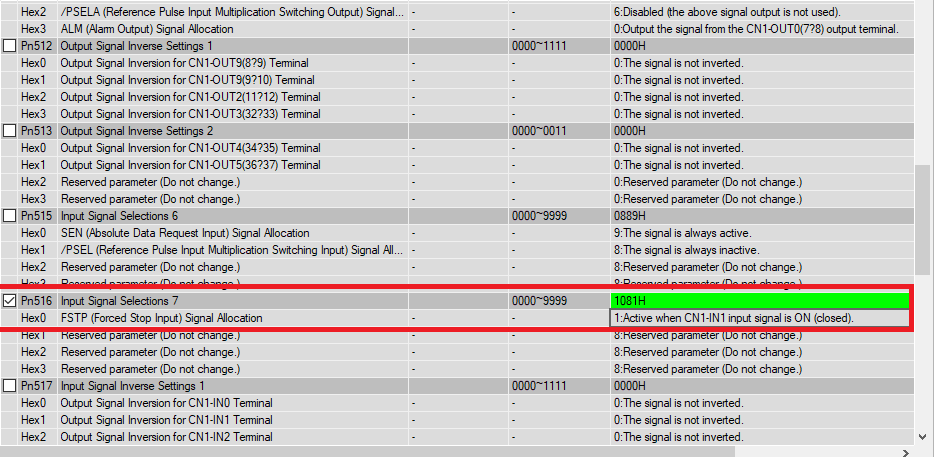 Hex2 /PSELA (Reference Pulse Input Multiplication Switching Output) Signal... - - 6:Disabled (the above signal output is not used).
Hex3 ALM (Alarm Output) Signal Allocation - - 0:Output the signal from the CN1-OUT0(7?8) output terminal.
Pn512 Output Signal Inverse Settings 1 0000~1111 0000H
Hex0 Output Signal Inversion for CN1-OUT9(8?9) Terminal - - 0:The signal is not inverted.
Hex1 Output Signal Inversion for CN1-OUT9(9?10) Terminal - - 0:The signal is not inverted.
Hex2 Output Signal Inversion for CN1-OUT2(11?12) Terminal - - 0:The signal is not inverted.
Hex3 Output Signal Inversion for CN1-OUT3(32?33) Terminal - - 0:The signal is not inverted.
Pn513 Output Signal Inverse Settings 2 0000~0011 0000H
Hex0 Output Signal Inversion for CN1-OUT4(34?35) Terminal - - 0:The signal is not inverted.
Hex1 Output Signal Inversion for CN1-OUT5(36?37) Terminal - - 0:The signal is not inverted.
Hex2 Reserved parameter (Do not change.) - - 0:Reserved parameter (Do not change.)
Hex3 Reserved parameter (Do not change.) - - 0:Reserved parameter (Do not change.)
Pn515 Input Signal Selections 6 0000~9999 0889H
Hex0 SEN (Absolute Data Request Input) Signal Allocation - - 9:The signal is always active.
Hex1 /PSEL (Reference Pulse Input Multiplication Switching Input) Signal All... - - 8:The signal is always inactive.
Hex2 Reserved parameter (Do not change.) - - 8:Reserved parameter (Do not change.)
Hex3 Reserved parameter (Do not change.) - - 8:Reserved parameter (Do not change.)
Pn516 Input Signal Selections 7 0000~9999 1081H
Hex0 FSTP (Forced Stop Input) Signal Allocation - - 1:Active when CN1-IN1 input signal is ON (closed).
Hex1 Reserved parameter (Do not change.) - - 8:Reserved parameter (Do not change.)
Hex2 Reserved parameter (Do not change.) - - 8:Reserved parameter (Do not change.)
Hex3 Reserved parameter (Do not change.) - - 8:Reserved parameter (Do not change.)
Pn517 Input Signal Inverse Settings 1 0000~1111 0000H
Hex0 Output Signal Inversion for CN1-IN0 Terminal - - 0:The signal is not inverted.
Hex1 Output Signal Inversion for CN1-IN1 Terminal - - 0:The signal is not inverted.
Hex2 Output Signal Inversion for CN1-IN2 Terminal - - 0:The signal is not inverted.